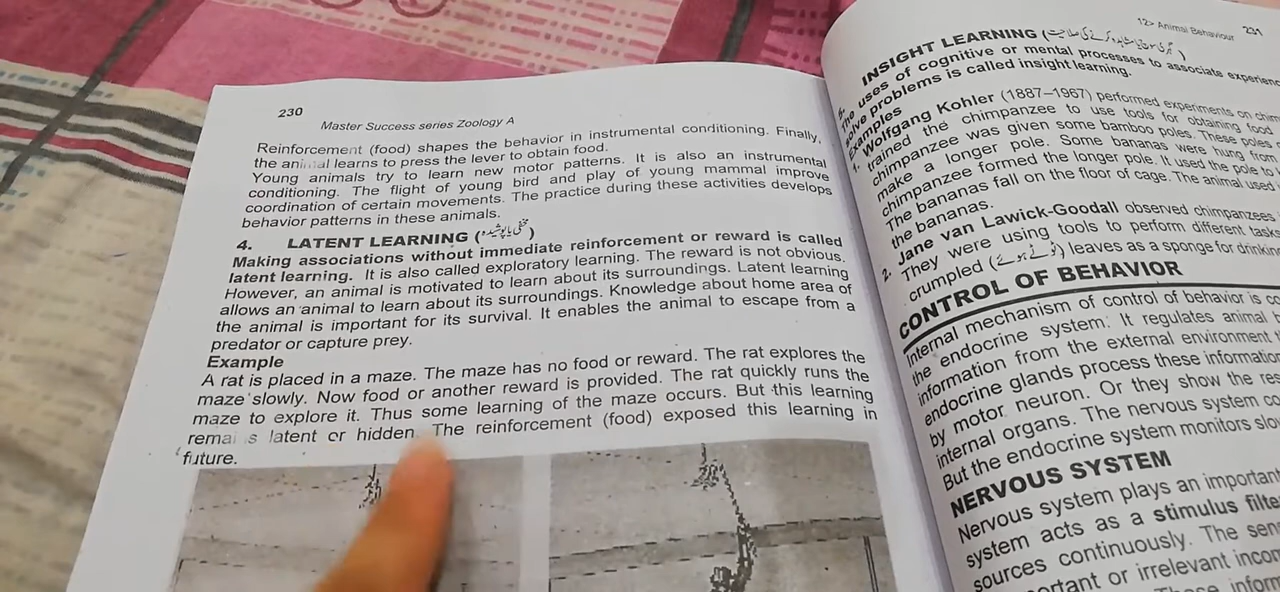 230
Master Success series Zoology A
Reinforcement (food) shapes the behavior in instrumental conditioning. Finally,
the animal learns to press the lever to obtain food.
Young animals try to learn new motor patterns. It is also an instrumental
conditioning. The flight of young bird and play of young mammal improve
coordination of certain movements. The practice during these activities develops
behavior patterns in these animals.
4. LATENT LEARNING (مخفی یا پوشیدہ)
Making associations without immediate reinforcement or reward is called
latent learning. It is also called exploratory learning. The reward is not obvious.
However, an animal is motivated to learn about its surroundings. Latent learning
allows an animal to learn about its surroundings. Knowledge about home area of
the animal is important for its survival. It enables the animal to escape from a
predator or capture prey.
Example
A rat is placed in a maze. The maze has no food or reward. The rat explores the
maze slowly. Now food or another reward is provided. The rat quickly runs the
maze to explore it. Thus some learning of the maze occurs. But this learning
remains latent or hidden. The reinforcement (food) exposed this learning in
future.
12> Animal Behaviour 231
INSIGHT LEARNING
The uses of cognitive or mental processes to associate experienc
solve problems is called insight learning.
Examples
1. Wolfgang Kohler (1887–1967) performed experiments on chim
trained the chimpanzee to use tools for obtaining food
chimpanzee was given some bamboo poles. These poles
make a longer pole. Some bananas were hung from
chimpanzee formed the longer pole. It used the pole to
The bananas fall on the floor of cage. The animal used
the bananas.
2. Jane van Lawick-Goodall observed chimpanzees
They were using tools to perform different tasks
crumpled (ٹوٹے ہوئے) leaves as a sponge for drinkin
CONTROL OF BEHAVIOR
Internal mechanism of control of behavior is co
the endocrine system: It regulates animal
information from the external environment
endocrine glands process these information
by motor neuron. Or they show the res
internal organs. The nervous system co
But the endocrine system monitors slo
NERVOUS SYSTEM
Nervous system plays an important
system acts as a stimulus filte
sources continuously. The sen
ortant or irrelevant incom
These inform